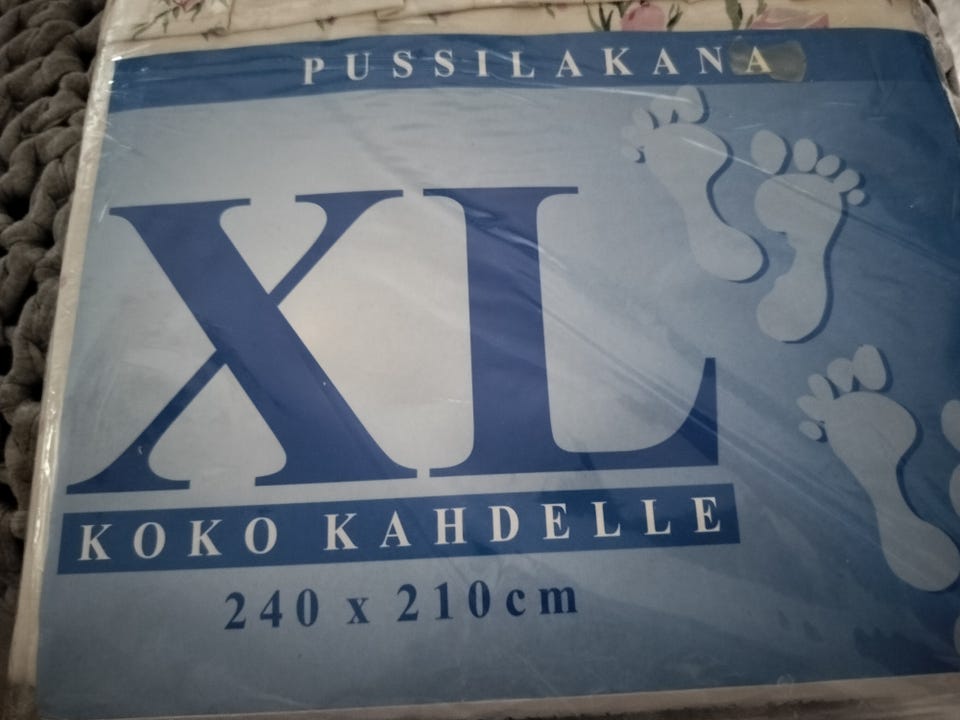 PUSSILAKANA
XL
KOKO KAHDELLE
240 x 210cm